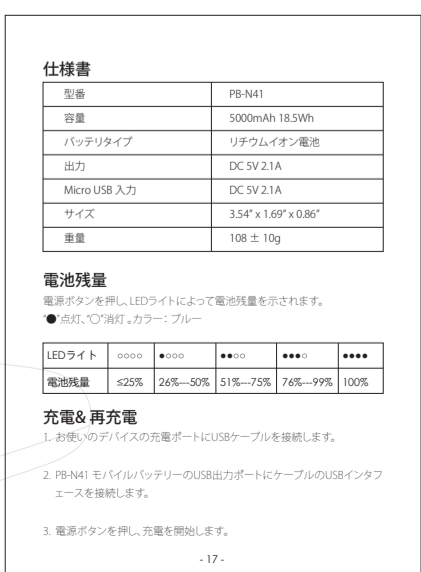 仕様書
型番 PB-N41
容量 5000mAh 18.5Wh
バッテリタイプ リチウムイオン電池
出力 DC 5V 2.1A
Micro USB 入力 DC 5V 2.1A
サイズ 3.54″ x 1.69″ x 0.86″
重量 108 ± 10g
電池残量
電源ボタンを押し、LEDライトによって電池残量を示されます。
“●”点灯、“○”消灯 。カラー：ブルー
LEDライト ○○○○ ●○○○ ●●○○ ●●●○ ●●●●
電池残量 ≤25% 26%---50% 51%---75% 76%---99% 100%
充電& 再充電
1. お使いのデバイスの充電ポートにUSBケーブルを接続します。
2. PB-N41 モバイルバッテリーのUSB出力ポートにケーブルのUSBインタフ
ェースを接続します。
3. 電源ボタンを押し、充電を開始します。
- 17 -